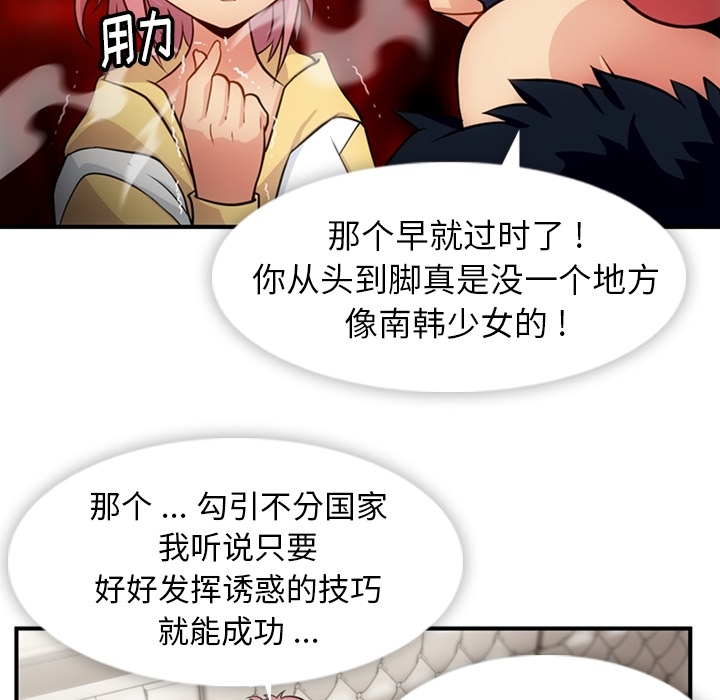 用力
那个早就过时了!
你从头到脚真是没一个地方
像南韩少女的!
那个 ... 勾引不分国家
我听说只要
好好发挥诱惑的技巧
就能成功 ...